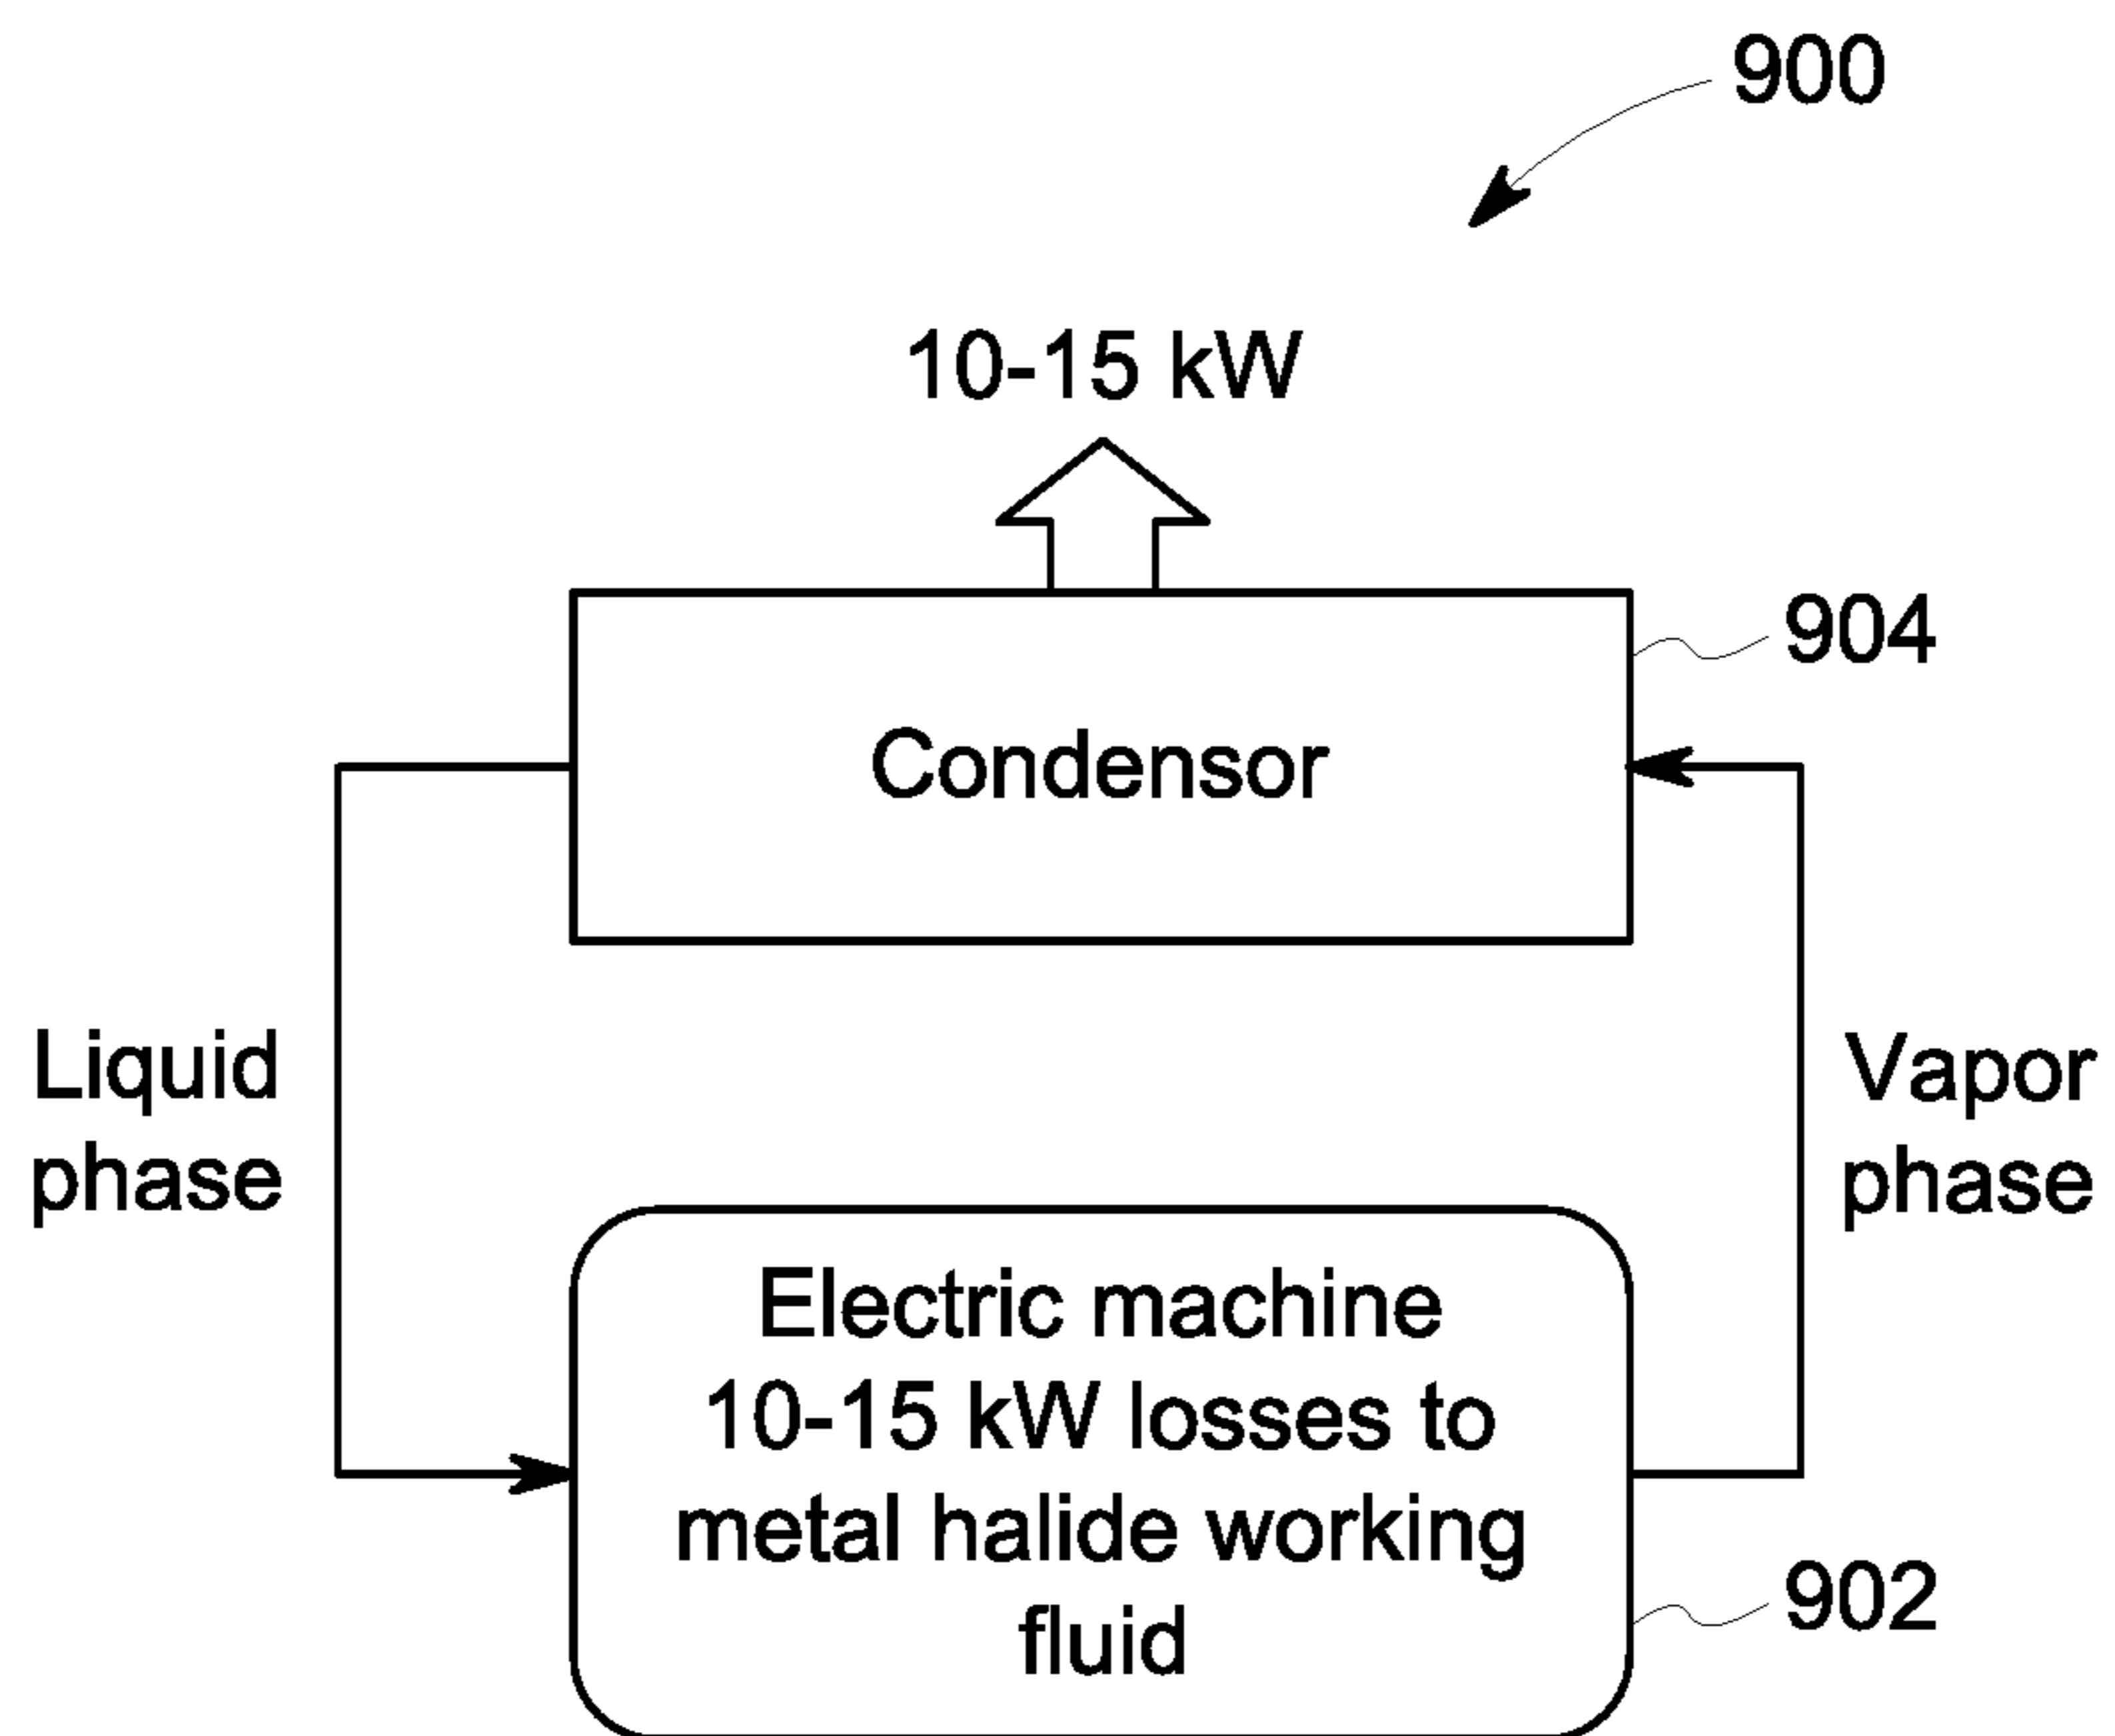 900
10-15 kW
904
Condensor
Liquid
phase
Vapor
phase
Electric machine
10-15 kW losses to
metal halide working
fluid
902